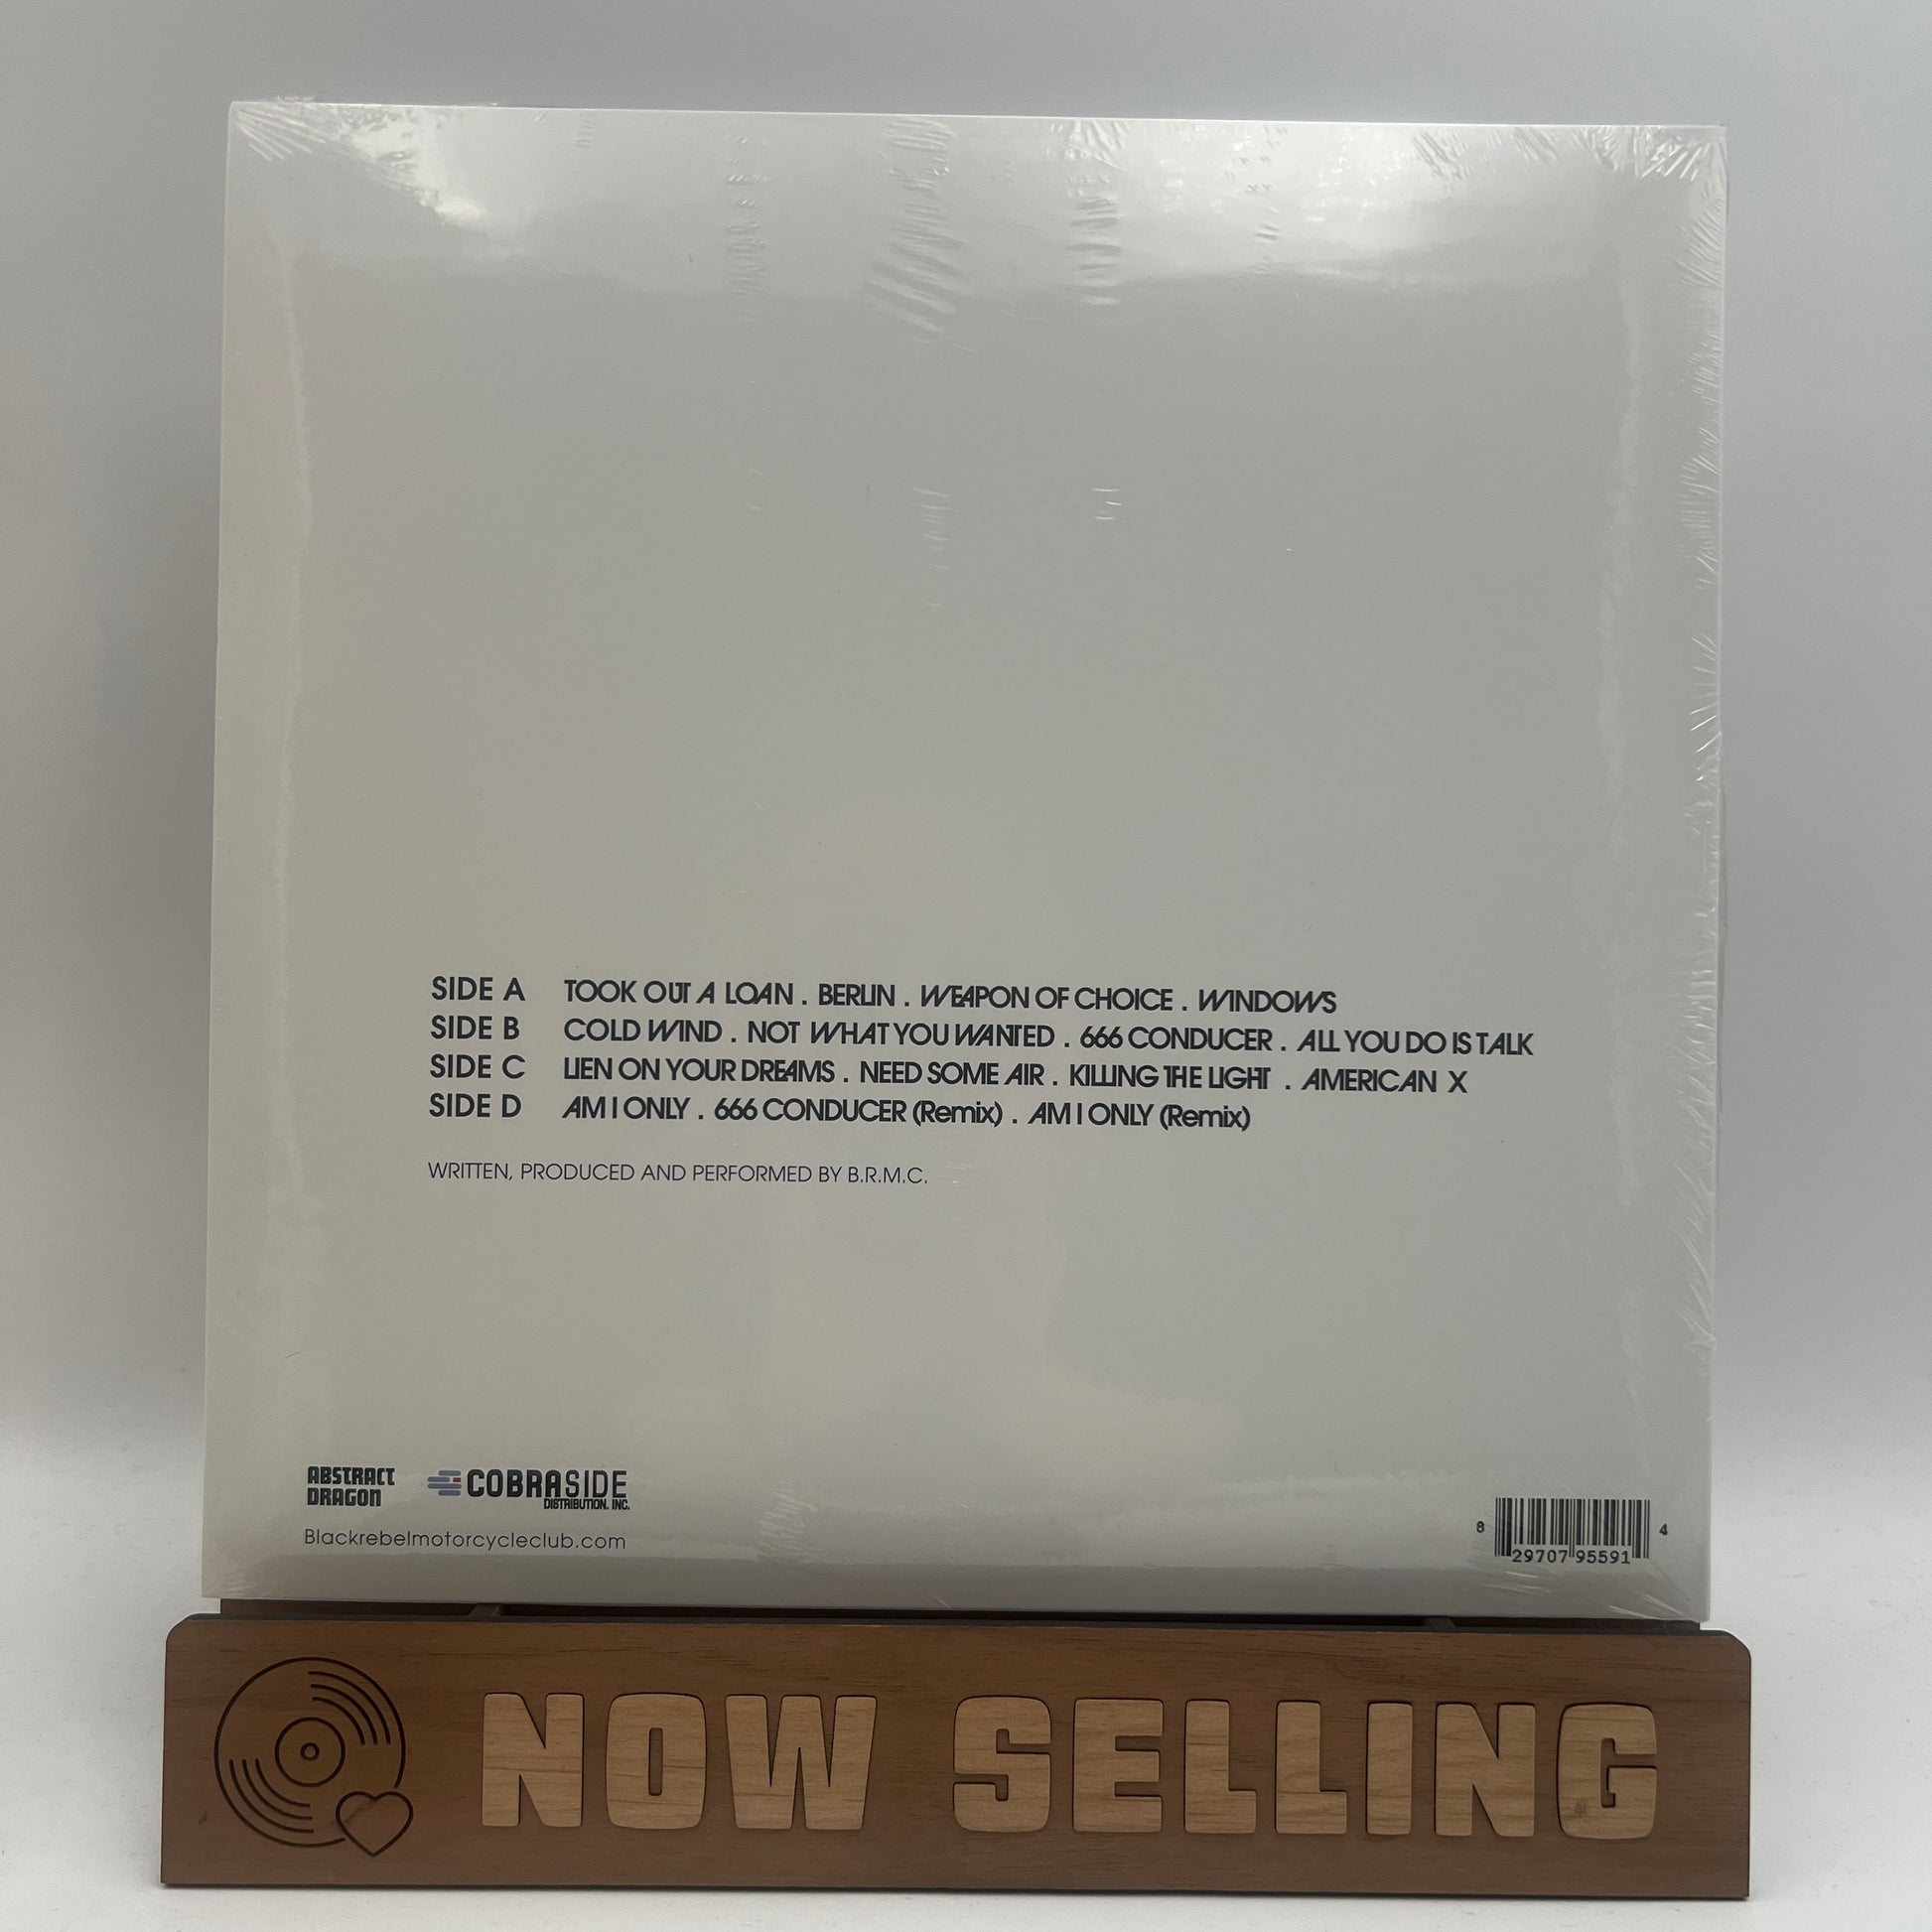 SIDE A TOOK OUT A LOAN . BERLIN . WEAPON OF CHOICE . WINDOWS
SIDE B COLD WIND . NOT WHAT YOU WANTED . 666 CONDUCER . ALL YOU DO IS TALK
SIDE C LIEN ON YOUR DREAMS . NEED SOME AIR . KILLING THE LIGHT . AMERICAN X
SIDE D AM I ONLY . 666 CONDUCER (Remix) . AM I ONLY (Remix)
WRITTEN, PRODUCED AND PERFORMED BY B.R.M.C.
ABSTRACT
DRAGON
COBRASIDE
DISTRIBUTION, INC.
Blackrebelmotorcycleclub.com
8 29707 95591 4
NOW SELLING